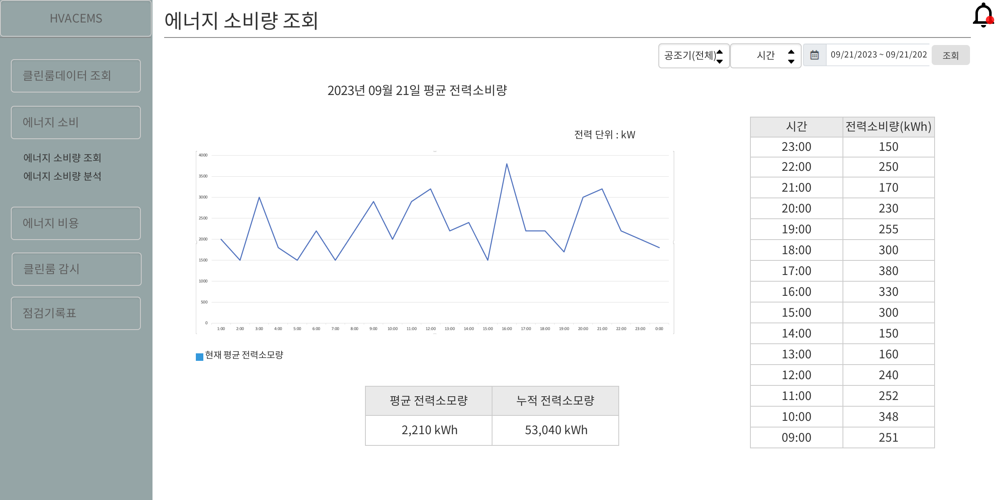 HVACEMS
클린룸데이터 조회
에너지 소비
에너지 소비량 조회
에너지 소비량 분석
에너지 비용
클린룸 감시
점검기록표
에너지 소비량 조회
공조기(전체)
시간
09/21/2023 ~ 09/21/202
조회
2023년 09월 21일 평균 전력소비량
전력 단위 : kW
4000
3500
3000
2500
2000
1500
1000
500
0
1:00 2:00 3:00 4:00 5:00 6:00 7:00 8:00 9:00 10:00 11:00 12:00 13:00 14:00 15:00 16:00 17:00 18:00 19:00 20:00 21:00 22:00 23:00 0:00
현재 평균 전력소모량
평균 전력소모량 누적 전력소모량
2,210 kWh 53,040 kWh
시간 전력소비량(kWh)
23:00 150
22:00 250
21:00 170
20:00 230
19:00 255
18:00 300
17:00 380
16:00 330
15:00 300
14:00 150
13:00 160
12:00 240
11:00 252
10:00 348
09:00 251